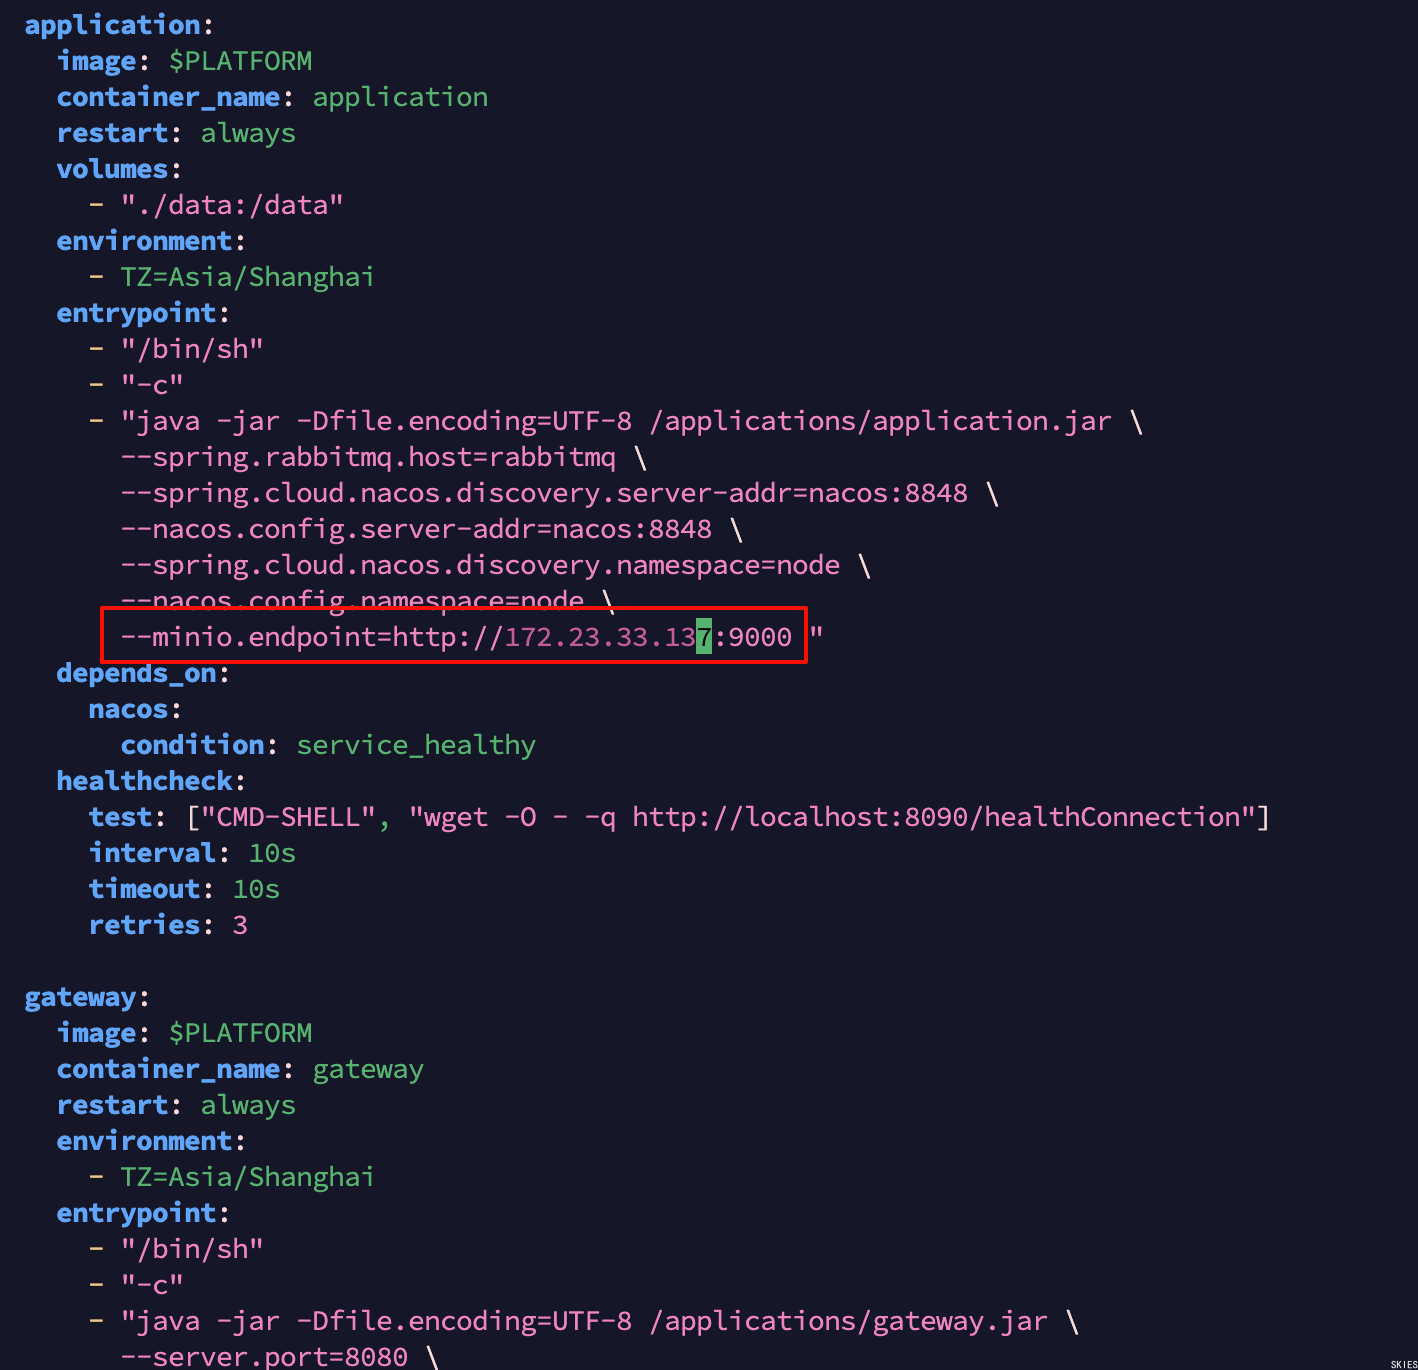 application:
  image: $PLATFORM
  container_name: application
  restart: always
  volumes:
    - "./data:/data"
  environment:
    - TZ=Asia/Shanghai
  entrypoint:
    - "/bin/sh"
    - "-c"
    - "java -jar -Dfile.encoding=UTF-8 /applications/application.jar \
      --spring.rabbitmq.host=rabbitmq \
      --spring.cloud.nacos.discovery.server-addr=nacos:8848 \
      --nacos.config.server-addr=nacos:8848 \
      --spring.cloud.nacos.discovery.namespace=node \
      --nacos.config.namespace=node \
      --minio.endpoint=http://172.23.33.137:9000 "
  depends_on:
    nacos:
      condition: service_healthy
  healthcheck:
    test: ["CMD-SHELL", "wget -O - -q http://localhost:8090/healthConnection"]
    interval: 10s
    timeout: 10s
    retries: 3

gateway:
  image: $PLATFORM
  container_name: gateway
  restart: always
  environment:
    - TZ=Asia/Shanghai
  entrypoint:
    - "/bin/sh"
    - "-c"
    - "java -jar -Dfile.encoding=UTF-8 /applications/gateway.jar \
      --server.port=8080 \
SKIES